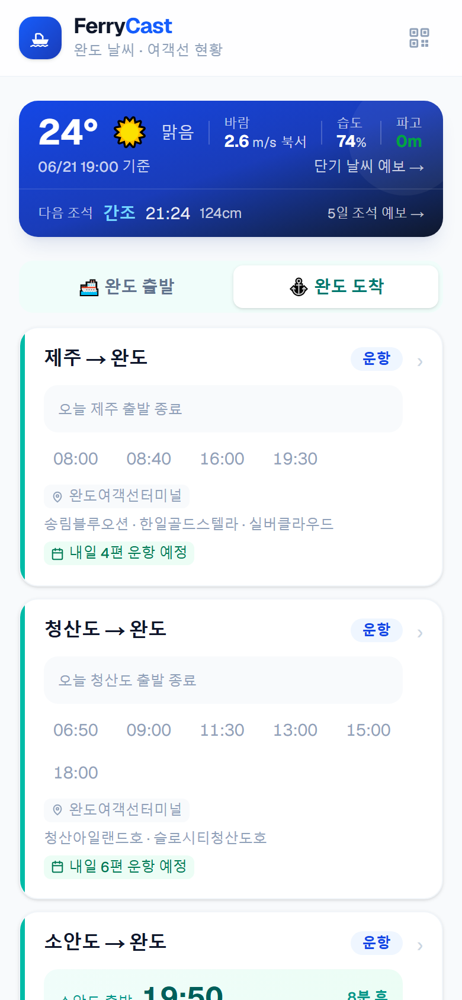 FerryCast
완도 날씨 · 여객선 현황
24° 맑음
바람
2.6 m/s 북서
습도
74%
파고
0m
06/21 19:00 기준
단기 날씨 예보 →
다음 조석 간조 21:24 124cm
5일 조석 예보 →
완도 출발
완도 도착
제주 → 완도
운항 ›
오늘 제주 출발 종료
08:00 08:40 16:00 19:30
완도여객선터미널
송림블루오션 · 한일골드스텔라 · 실버클라우드
내일 4편 운항 예정
청산도 → 완도
운항 ›
오늘 청산도 출발 종료
06:50 09:00 11:30 13:00 15:00
18:00
완도여객선터미널
청산아일랜드호 · 슬로시티청산도호
내일 6편 운항 예정
소안도 → 완도
운항 ›
소안도 출발 19:50 8분 후